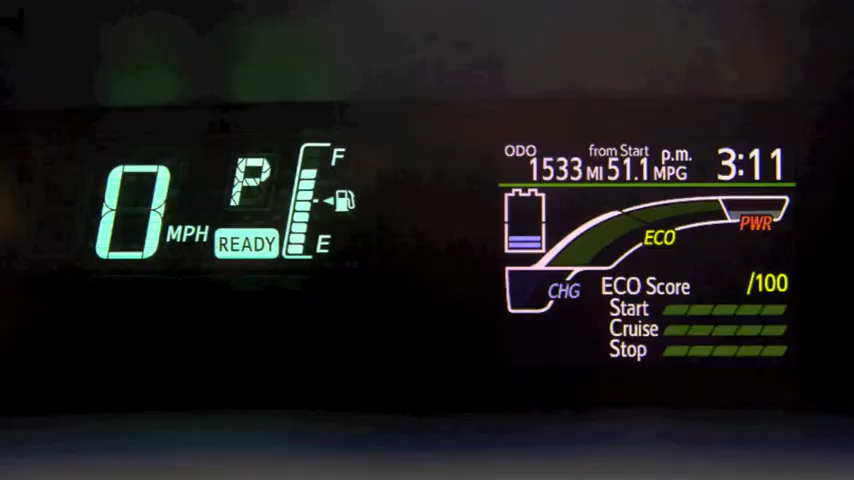 0 MPH
P
READY
F
E
ODO 1533 MI
from Start 51.1 MPG
p.m. 3:11
ECO
PWR
CHG
ECO Score /100
Start
Cruise
Stop